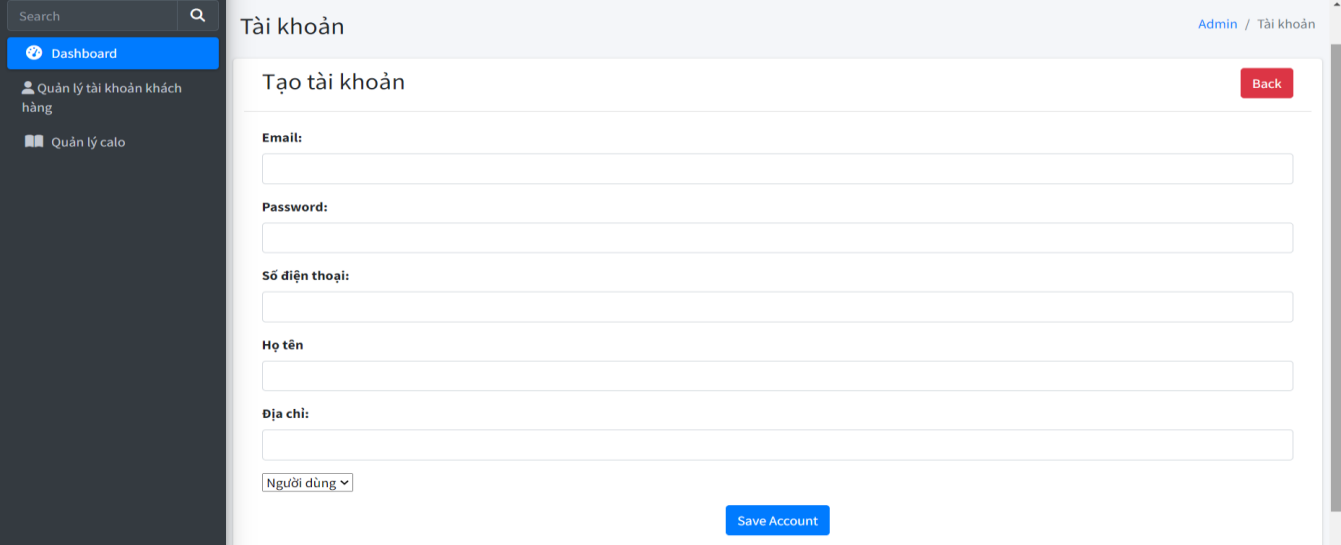 Search
Dashboard
Quản lý tài khoản khách
hàng
Quản lý calo
Tài khoản
Admin / Tài khoản
Tạo tài khoản
Back
Email:
Password:
Số điện thoại:
Họ tên
Địa chỉ:
Người dùng
Save Account